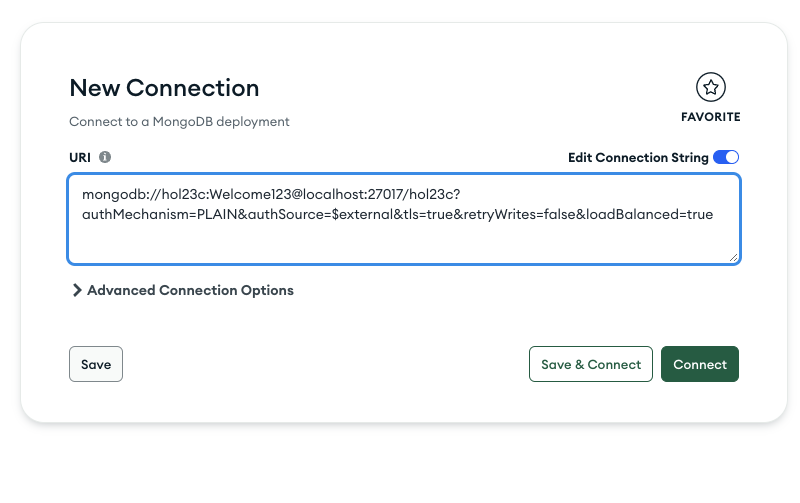 New Connection
FAVORITE
Connect to a MongoDB deployment
URI
Edit Connection String
mongodb://hol23c:Welcome123@localhost:27017/hol23c?
authMechanism=PLAIN&authSource=$external&tls=true&retryWrites=false&loadBalanced=true
Advanced Connection Options
Save
Save & Connect
Connect